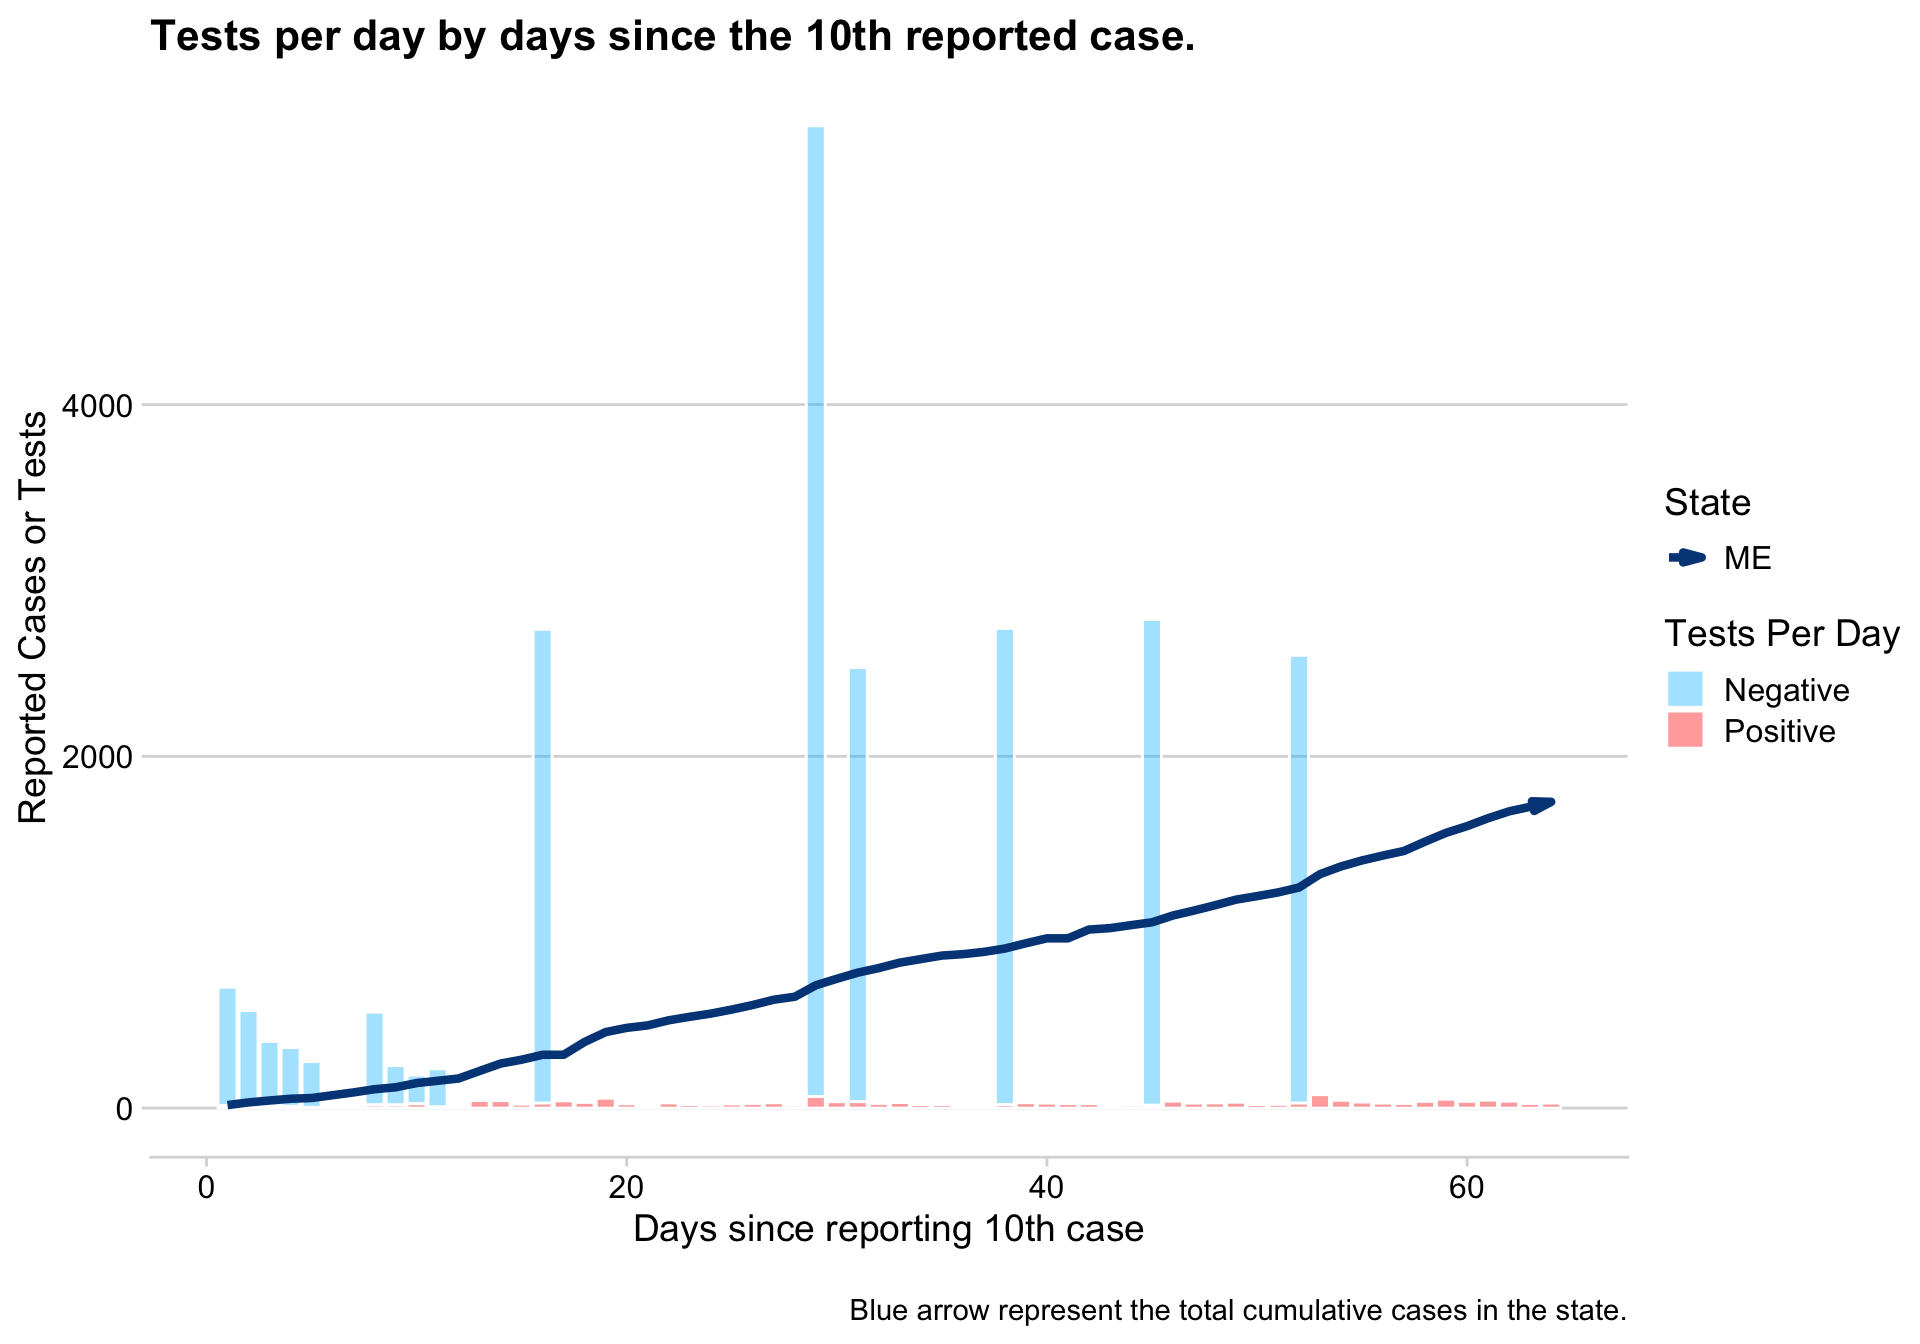 Tests per day by days since the 10th reported case.
Reported Cases or Tests
4000
2000
0
0
20
40
60
Days since reporting 10th case
State
ME
Tests Per Day
Negative
Positive
Blue arrow represent the total cumulative cases in the state.